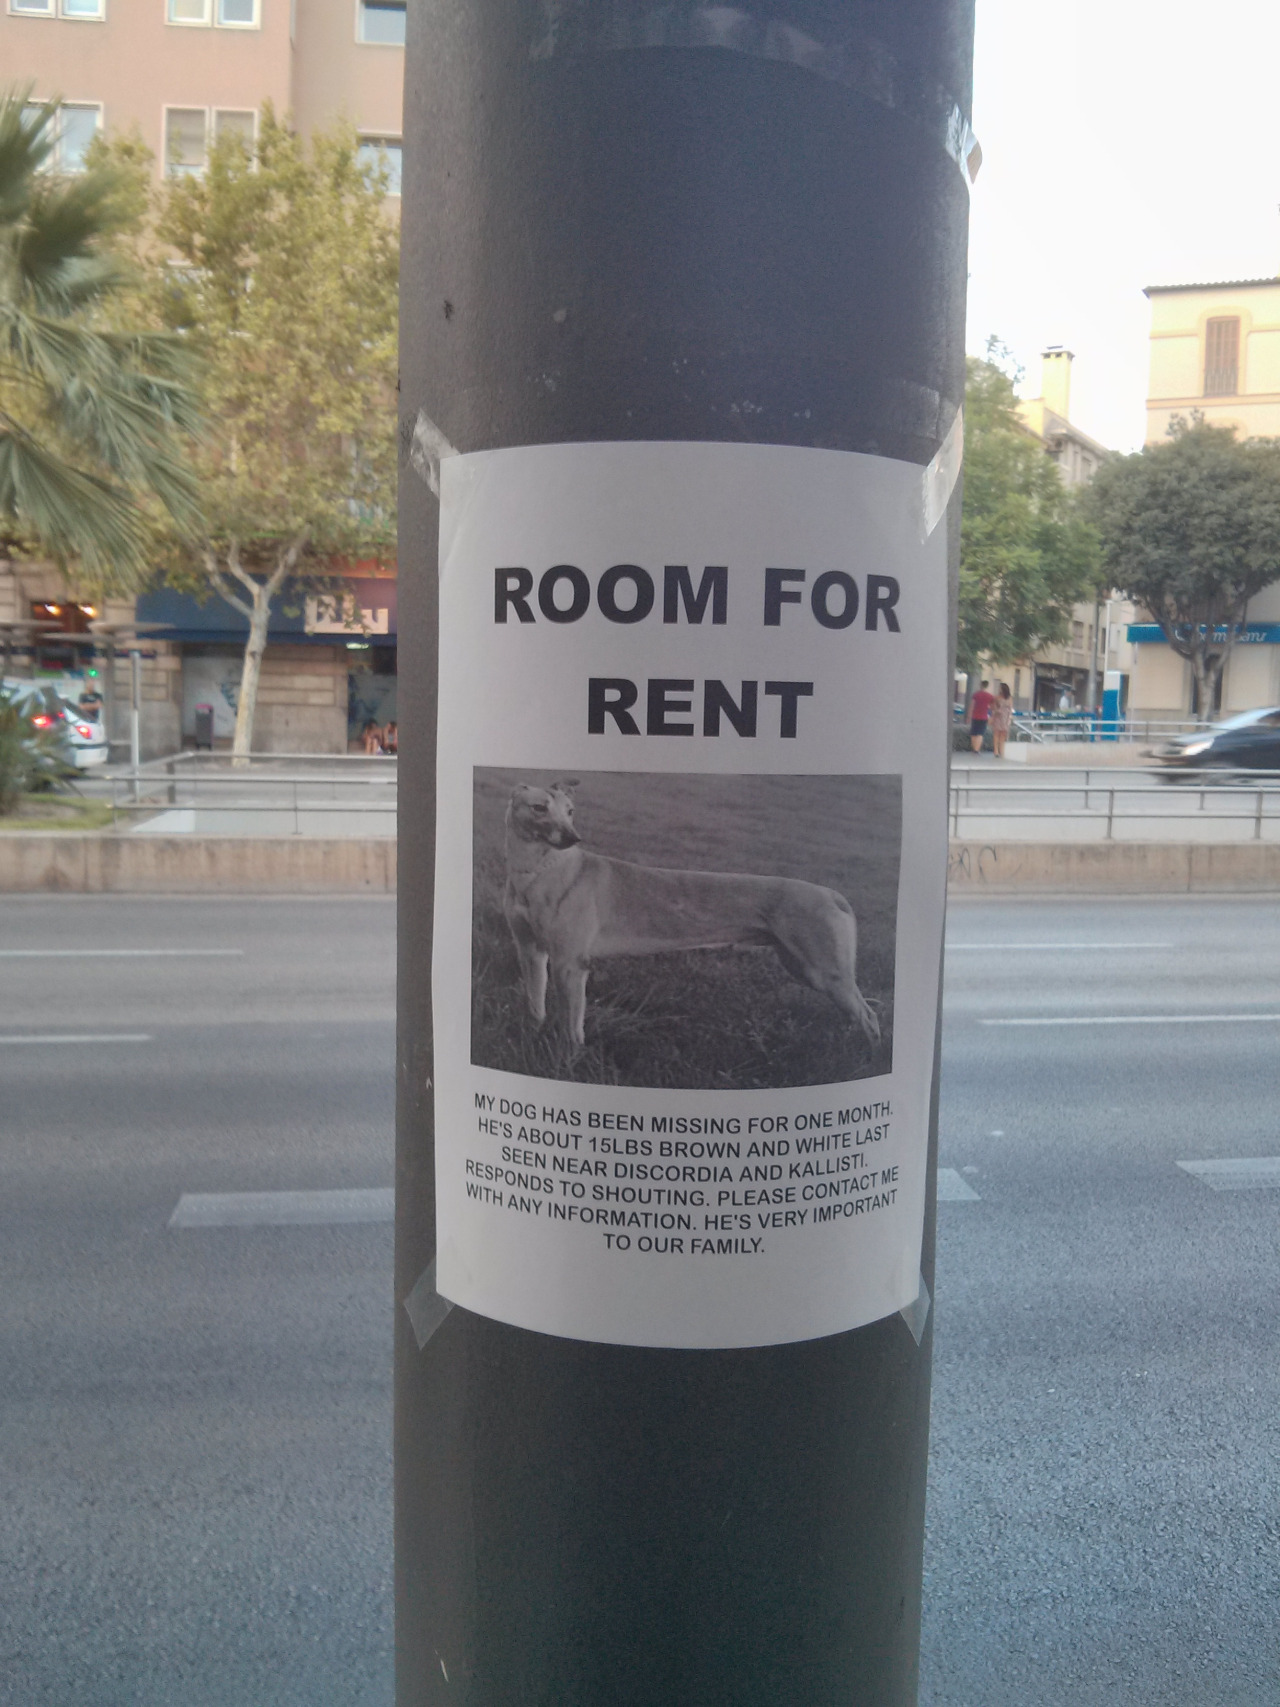 ROOM FOR
RENT
MY DOG HAS BEEN MISSING FOR ONE MONTH.
HE'S ABOUT 15LBS BROWN AND WHITE LAST
SEEN NEAR DISCORDIA AND KALLISTI.
RESPONDS TO SHOUTING. PLEASE CONTACT ME
WITH ANY INFORMATION. HE'S VERY IMPORTANT
TO OUR FAMILY.